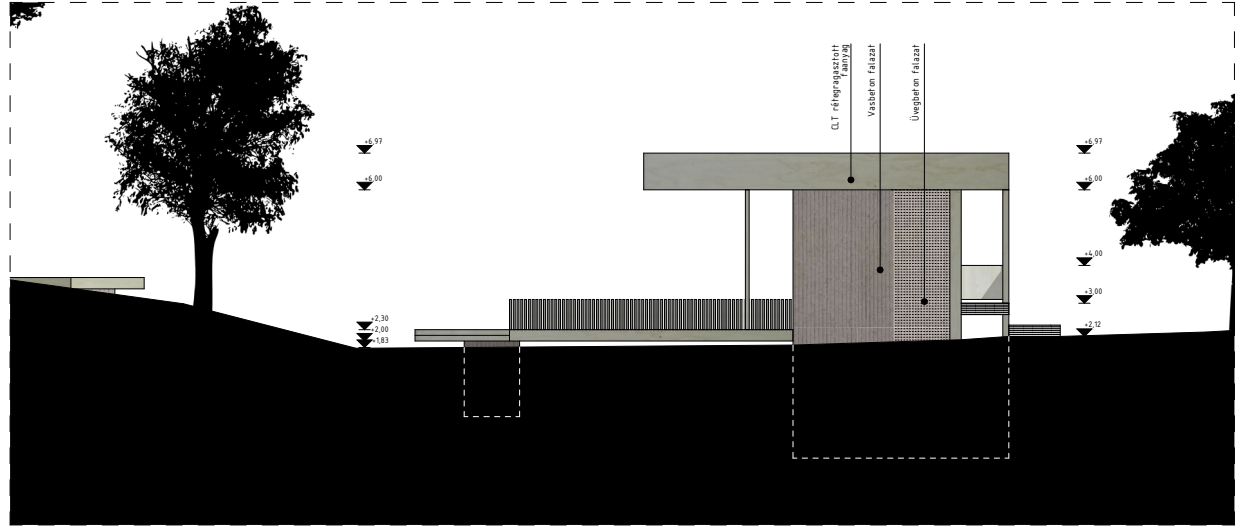 CLT rétegragasztott
faanyag
Vasbeton falazat
Üvegbeton falazat
+6,97
+6,00
+2,30
+2,00
+1,83
+6,97
+6,00
+4,00
+3,00
+2,12